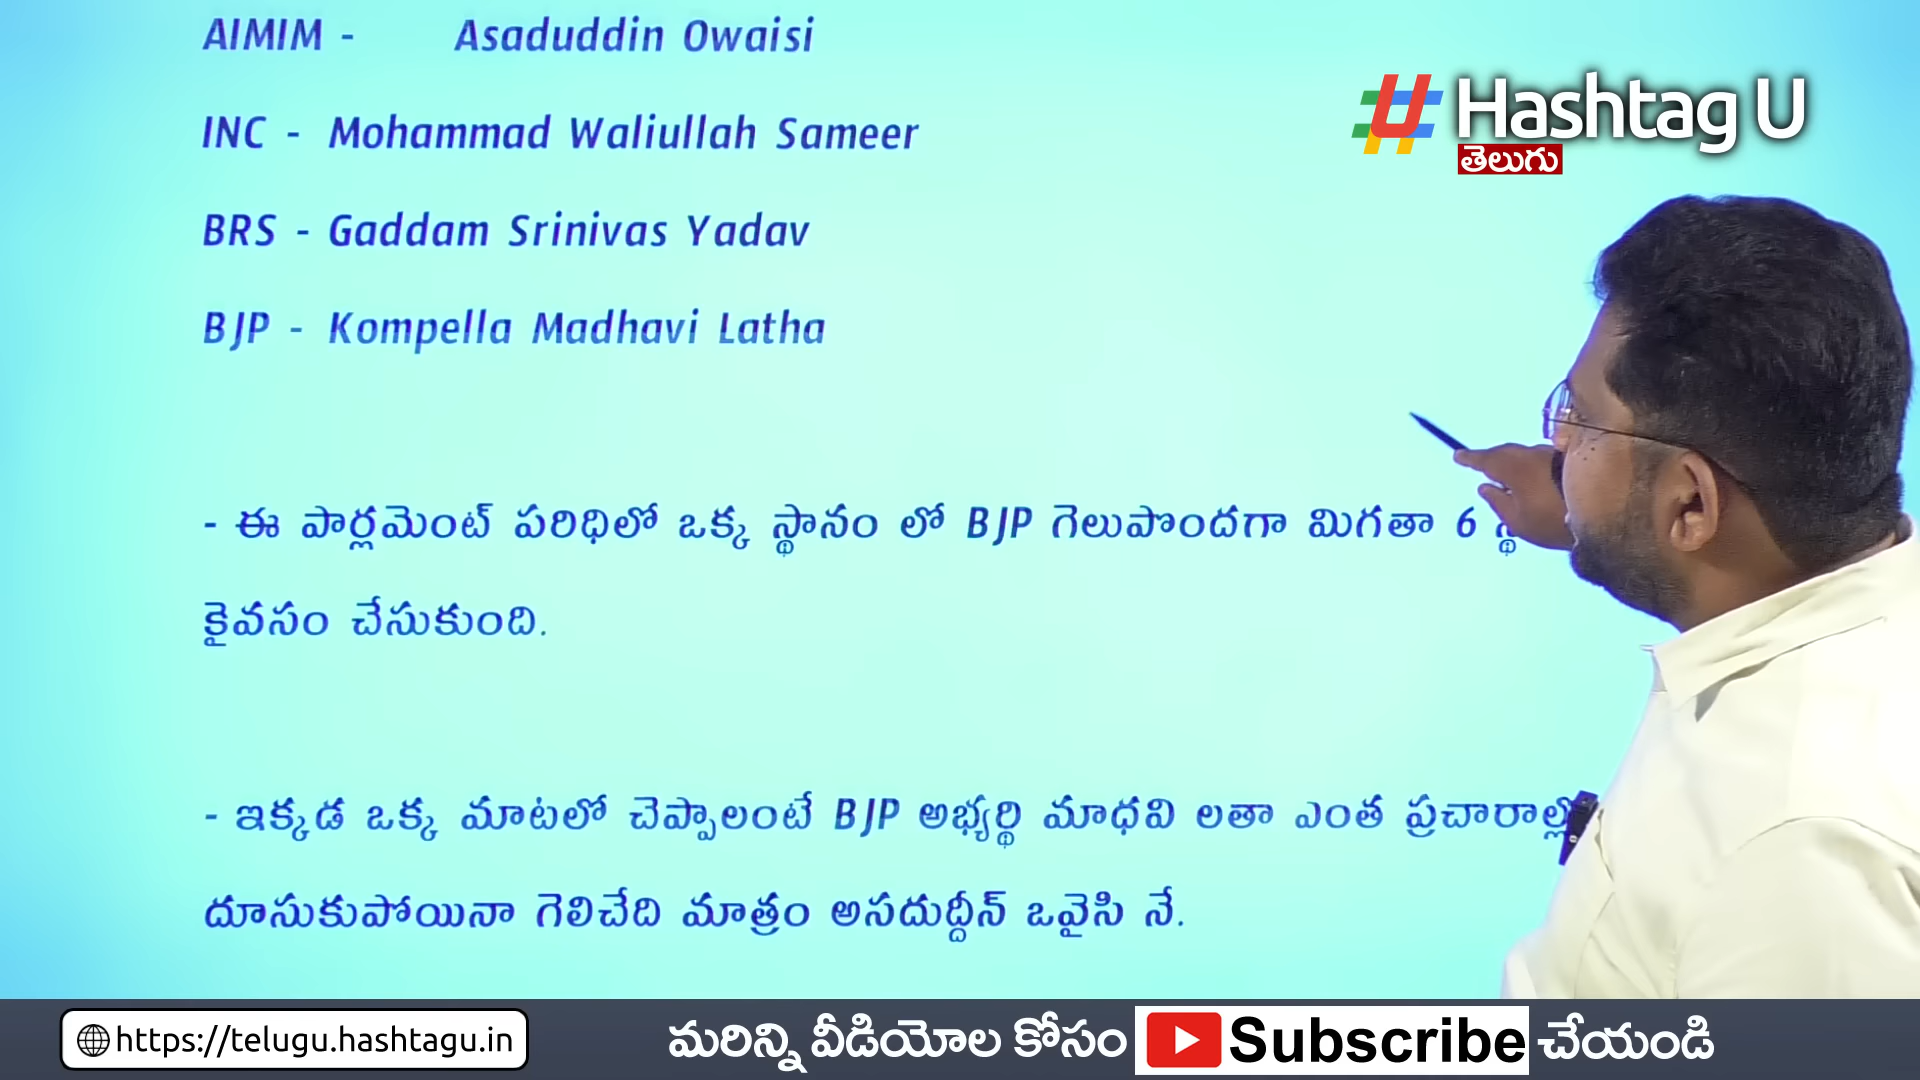 AIMIM - Asaduddin Owaisi
Hashtag U
తెలుగు
INC - Mohammad Waliullah Sameer
BRS - Gaddam Srinivas Yadav
BJP - Kompella Madhavi Latha
- ఈ పార్లమెంట్ పరిధిలో ఒక్క స్థానం లో BJP గెలుపొందగా మిగతా 6
కైవసం చేసుకుంది.
- ఇక్కడ ఒక్క మాటలో చెప్పాలంటే BJP అభ్యర్థి మాధవి లతా ఎంత ప్రచారాల్లో
దూసుకుపోయినా గెలిచేది మాత్రం అసదుద్దీన్ ఒవైసి నే.
https://telugu.hashtagu.in
మరిన్ని వీడియోల కోసం Subscribe చేయండి